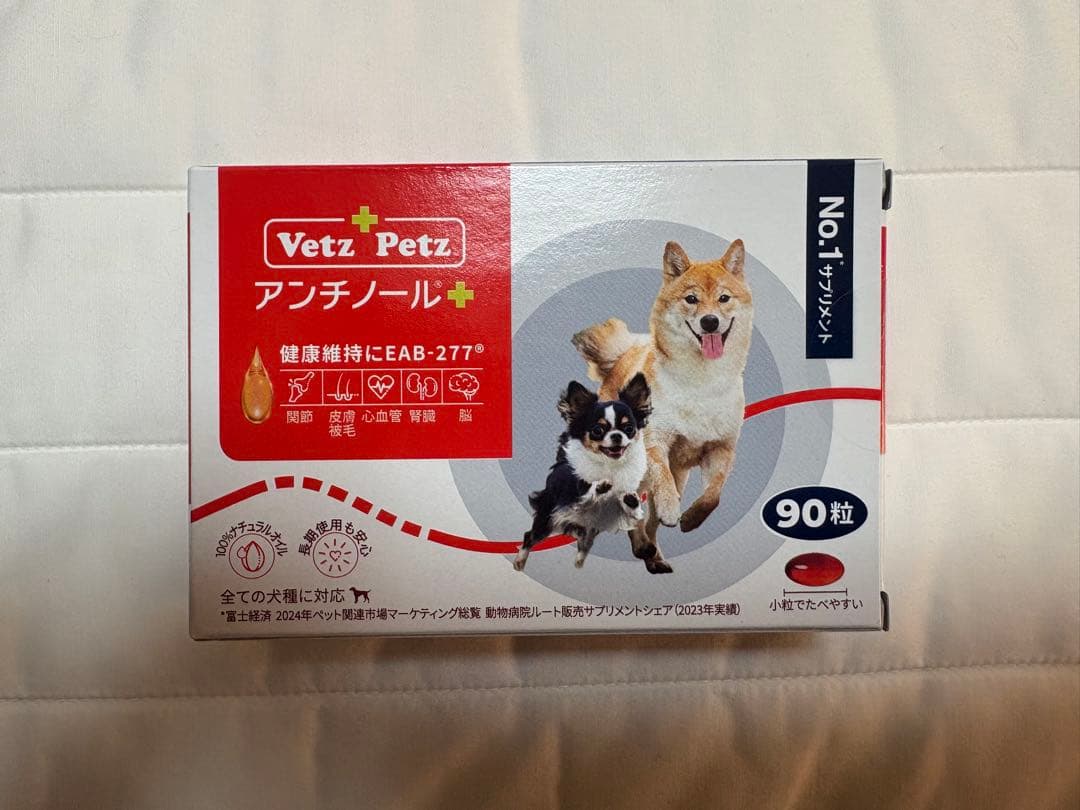 Vetz Petz
アンチノール®+
健康維持にEAB-277®
関節 皮膚被毛 心血管 腎臓 脳
No.1*サプリメント
90粒
小粒でたべやすい
100%ナチュラルオイル
長期使用も安心
全ての犬種に対応
*富士経済 2024年ペット関連市場マーケティング総覧 動物病院ルート販売サプリメントシェア(2023年実績)